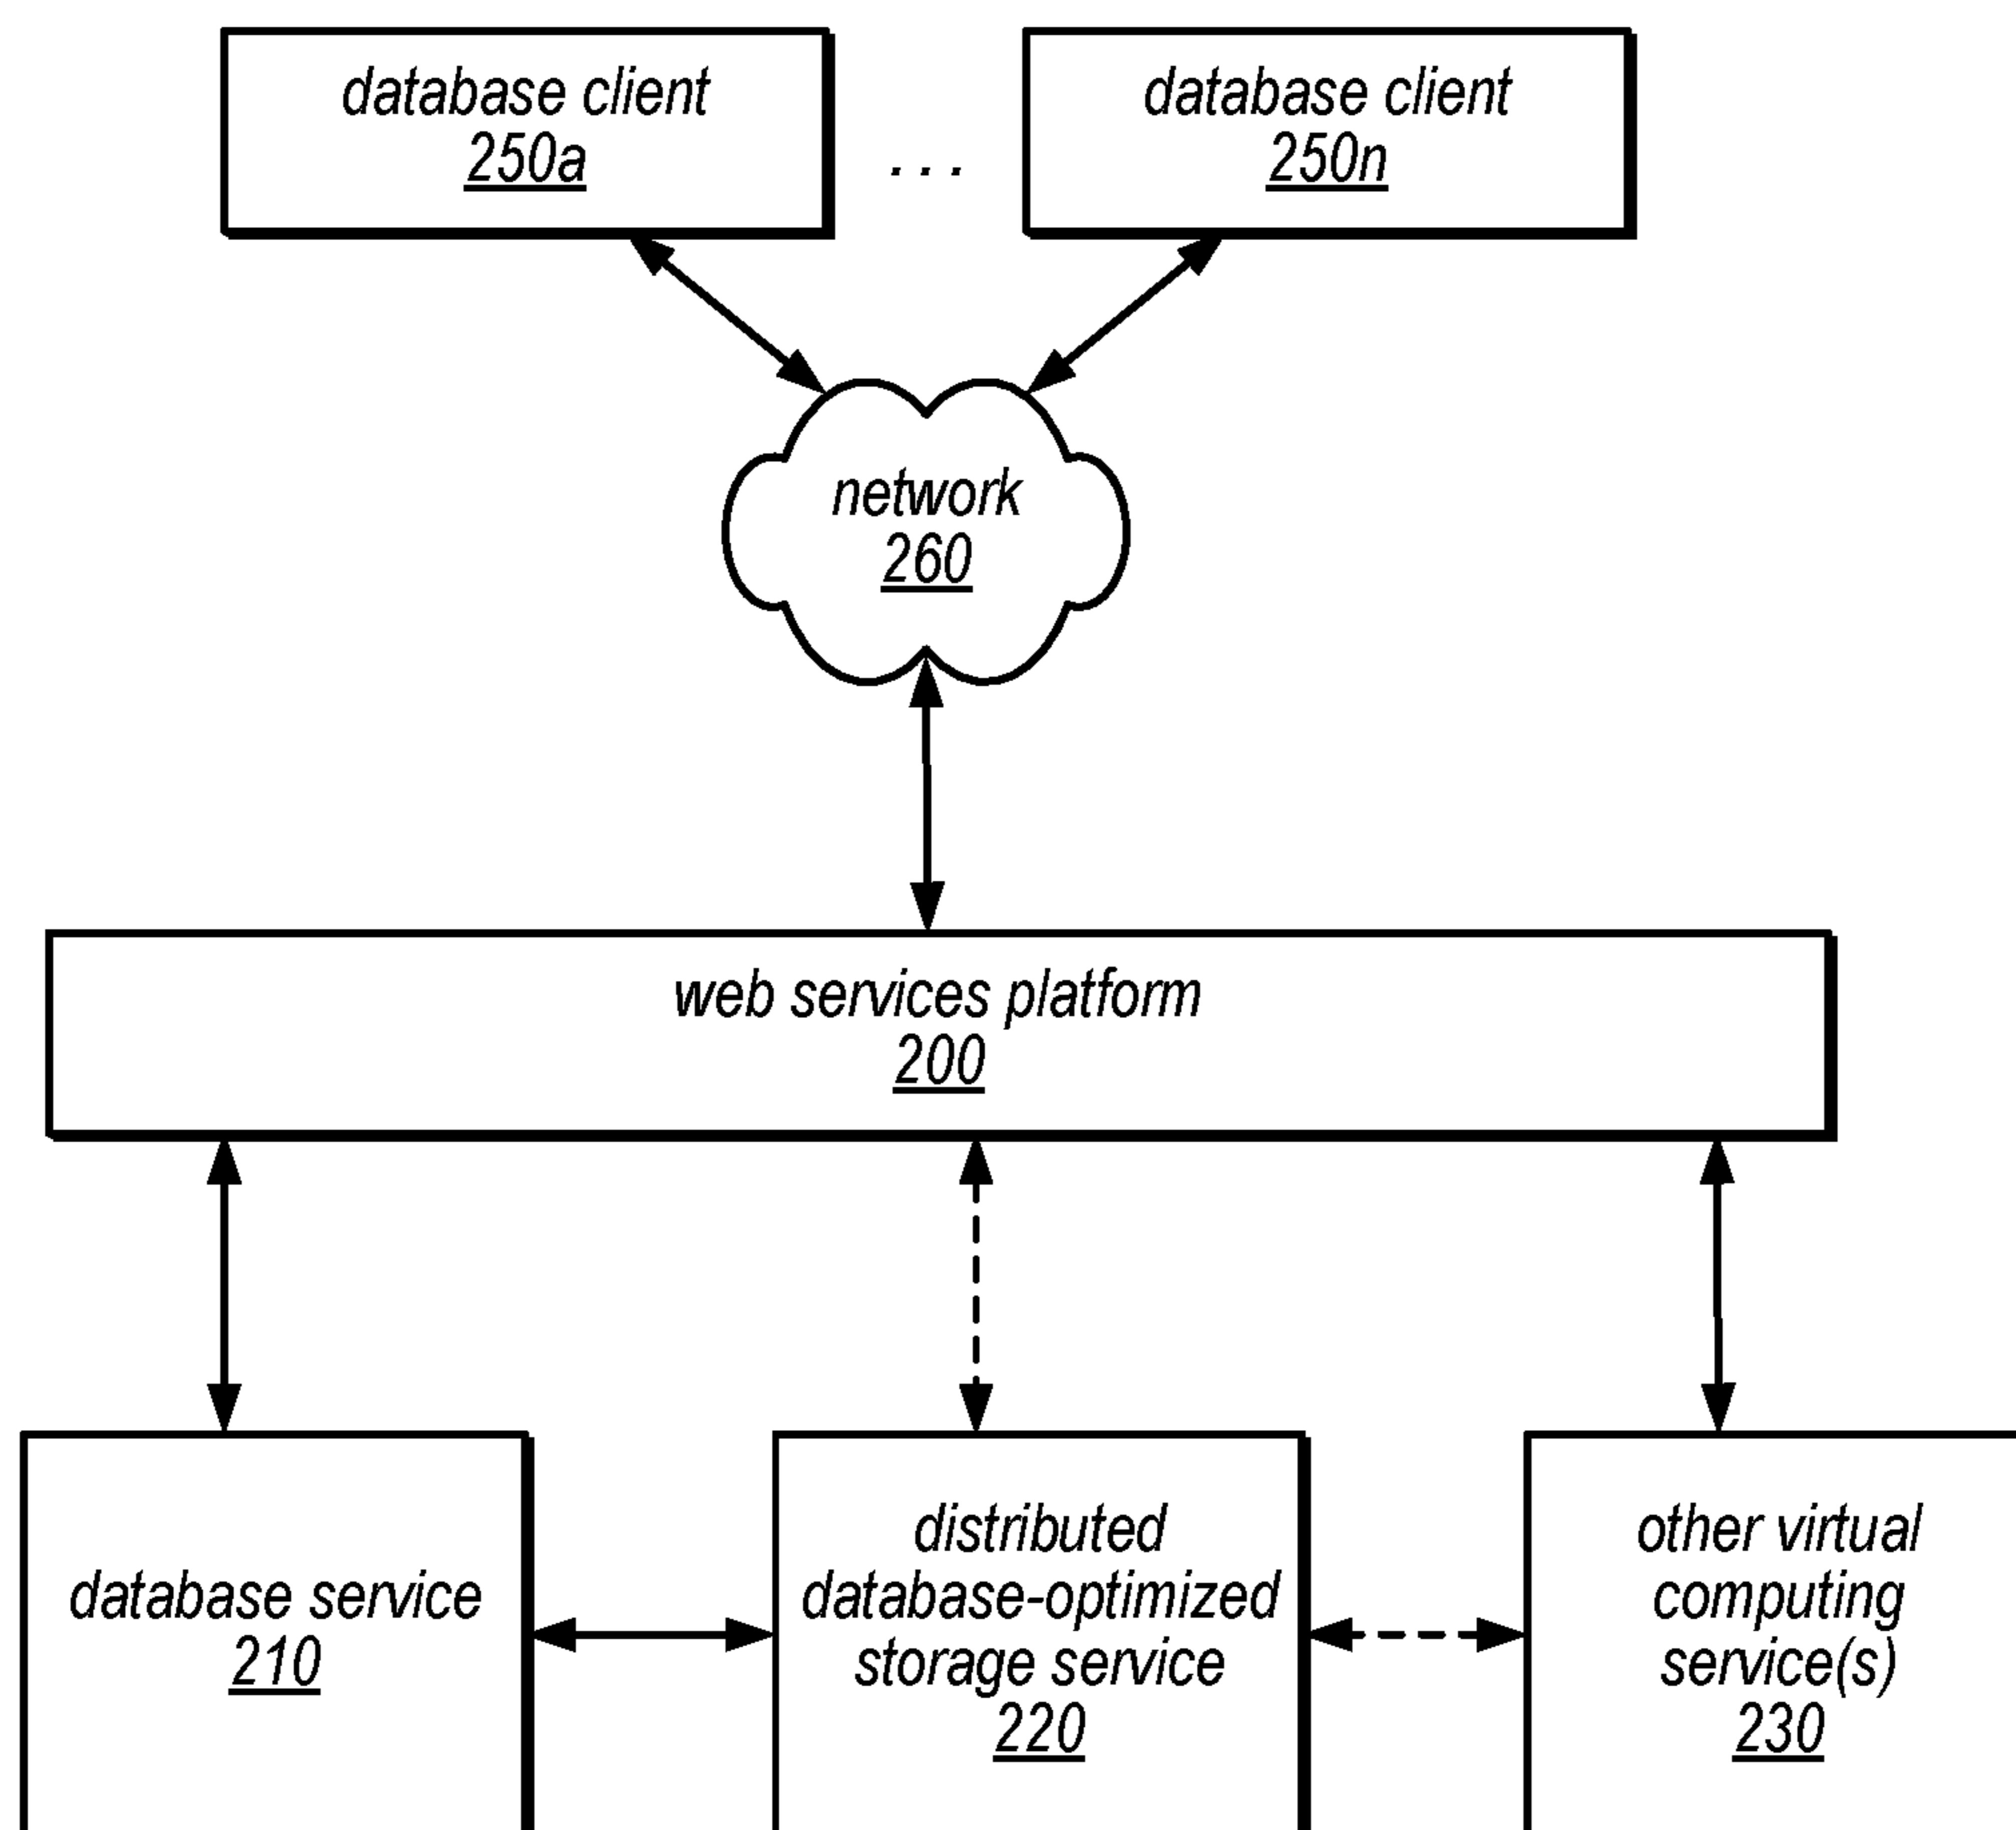 database client
250a
. . .
database client
250n
network
260
web services platform
200
database service
210
distributed
database-optimized
storage service
220
other virtual
computing
service(s)
230